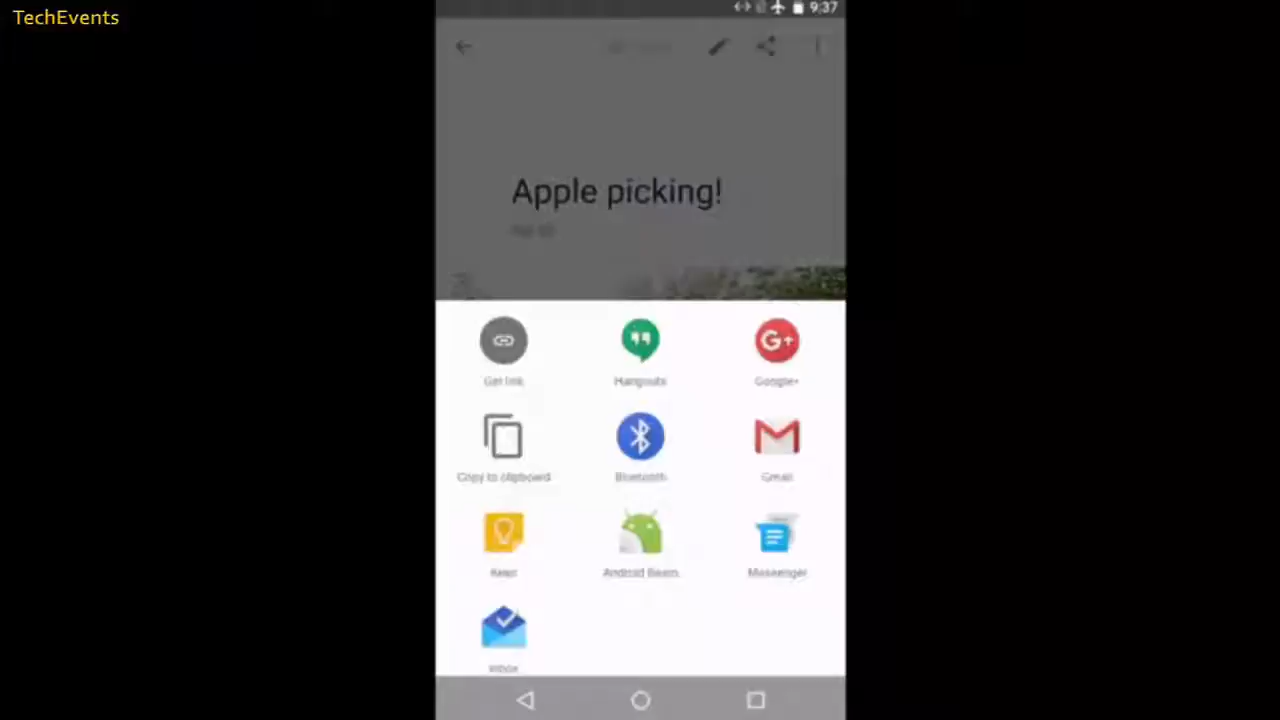 TechEvents
9:37
Apple picking!
Get link
Hangouts
G+
Google+
Copy to clipboard
Bluetooth
Gmail
Keep
Android Beam
Messenger
Inbox